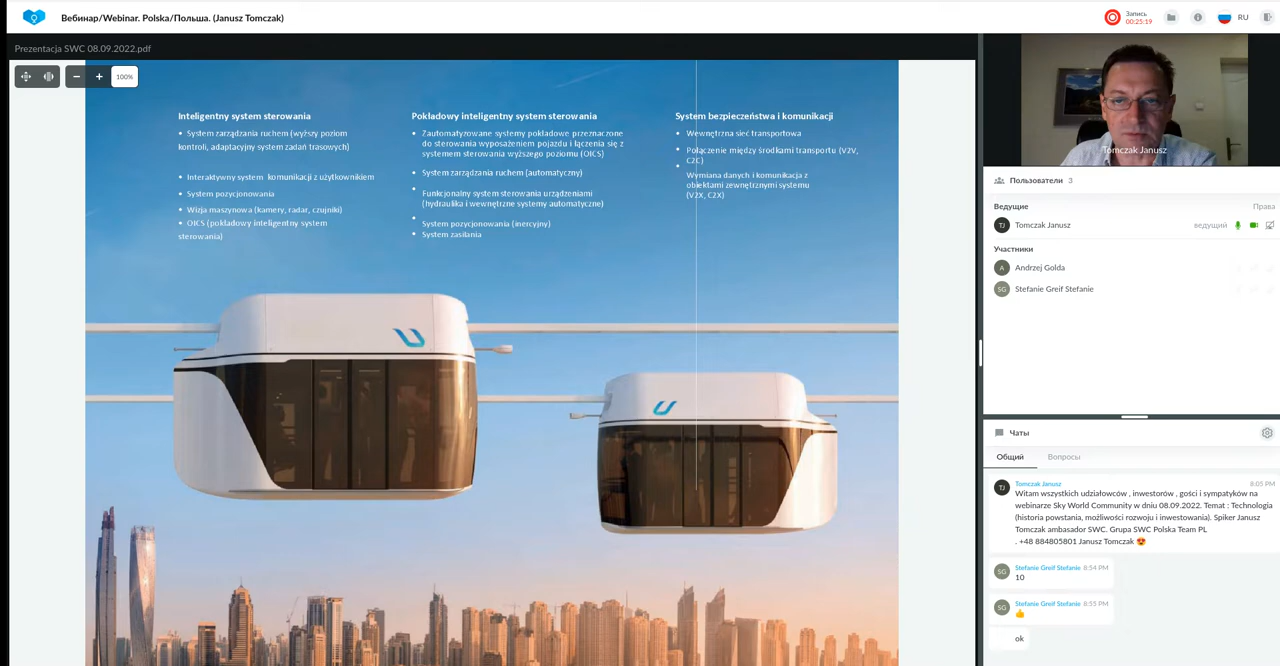 Вебинар/Webinar. Polska/Польша. (Janusz Tomczak)
Запись
00:25:19
RU
Prezentacja SWC 08.09.2022.pdf
100%
Inteligentny system sterowania
• System zarządzania ruchem (wyższy poziom
kontroli, adaptacyjny system zadań trasowych)
• Interaktywny system komunikacji z użytkownikiem
• System pozycjonowania
• Wizja maszynowa (kamery, radar, czujniki)
• OICS (pokładowy inteligentny system
sterowania)
Pokładowy inteligentny system sterowania
• Zautomatyzowane systemy pokładowe przeznaczone
do sterowania wyposażeniem pojazdu i łączenia się z
systemem sterowania wyższego poziomu (OICS)
• System zarządzania ruchem (automatyczny)
• Funkcjonalny system sterowania urządzeniami
(hydraulika i wewnętrzne systemy automatyczne)
• System pozycjonowania (inercyjny)
• System zasilania
System bezpieczeństwa i komunikacji
• Wewnętrzna sieć transportowa
• Połączenie między środkami transportu (V2V,
C2C)
• Wymiana danych i komunikacja z
obiektami zewnętrznymi systemu
(V2X, C2X)
Tomczak Janusz
Пользователи 3
Ведущие Права
TJ Tomczak Janusz ведущий
Участники
A Andrzej Golda
SG Stefanie Greif Stefanie
Чаты
Общий Вопросы
TJ Tomczak Janusz 8:05 PM
Witam wszystkich udziałowców , inwestorów , gości i sympatyków na
webinarze Sky World Community w dniu 08.09.2022. Temat : Technologia
(historia powstania, możliwości rozwoju i inwestowania). Spiker Janusz
Tomczak ambasador SWC. Grupa SWC Polska Team PL
. +48 884805801 Janusz Tomczak 😍
SG Stefanie Greif Stefanie 8:54 PM
10
SG Stefanie Greif Stefanie 8:55 PM
👍
ok